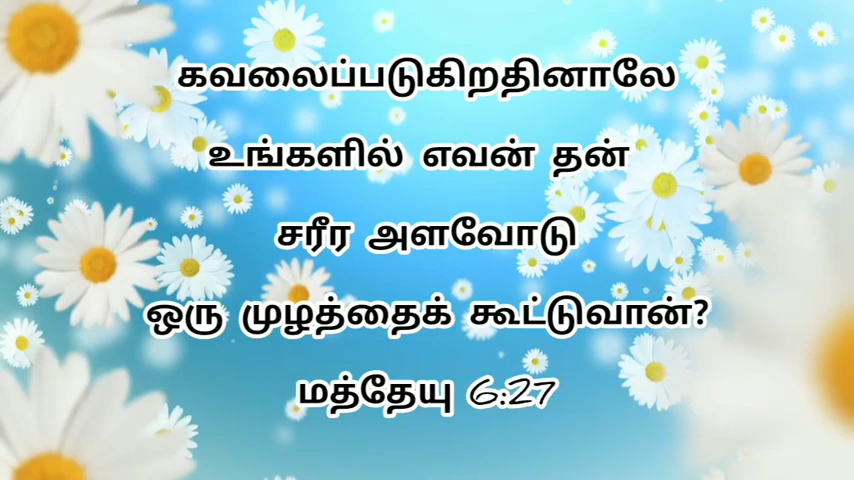 கவலைப்படுகிறதினாலே
உங்களில் எவன் தன்
சரீர அளவோடு
ஒரு முழத்தைக் கூட்டுவான்?
மத்தேயு 6:27